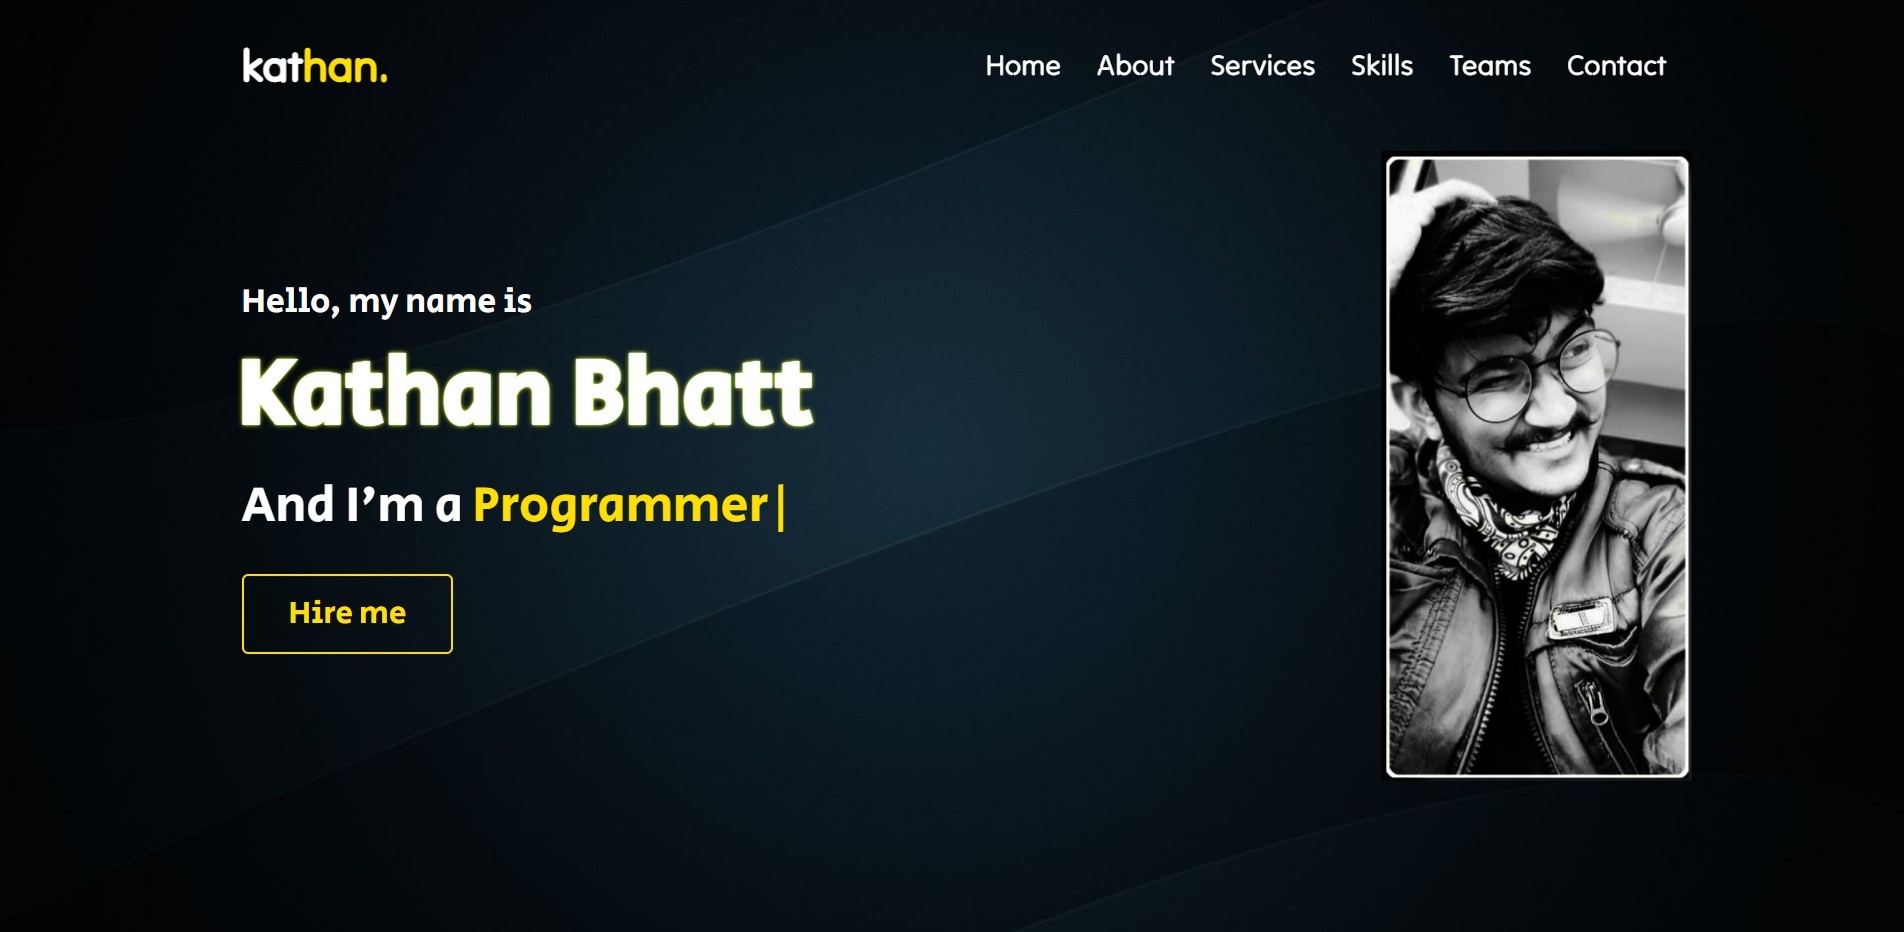 kathan.
Home About Services Skills Teams Contact
Hello, my name is
Kathan Bhatt
And I’m a Programmer|
Hire me